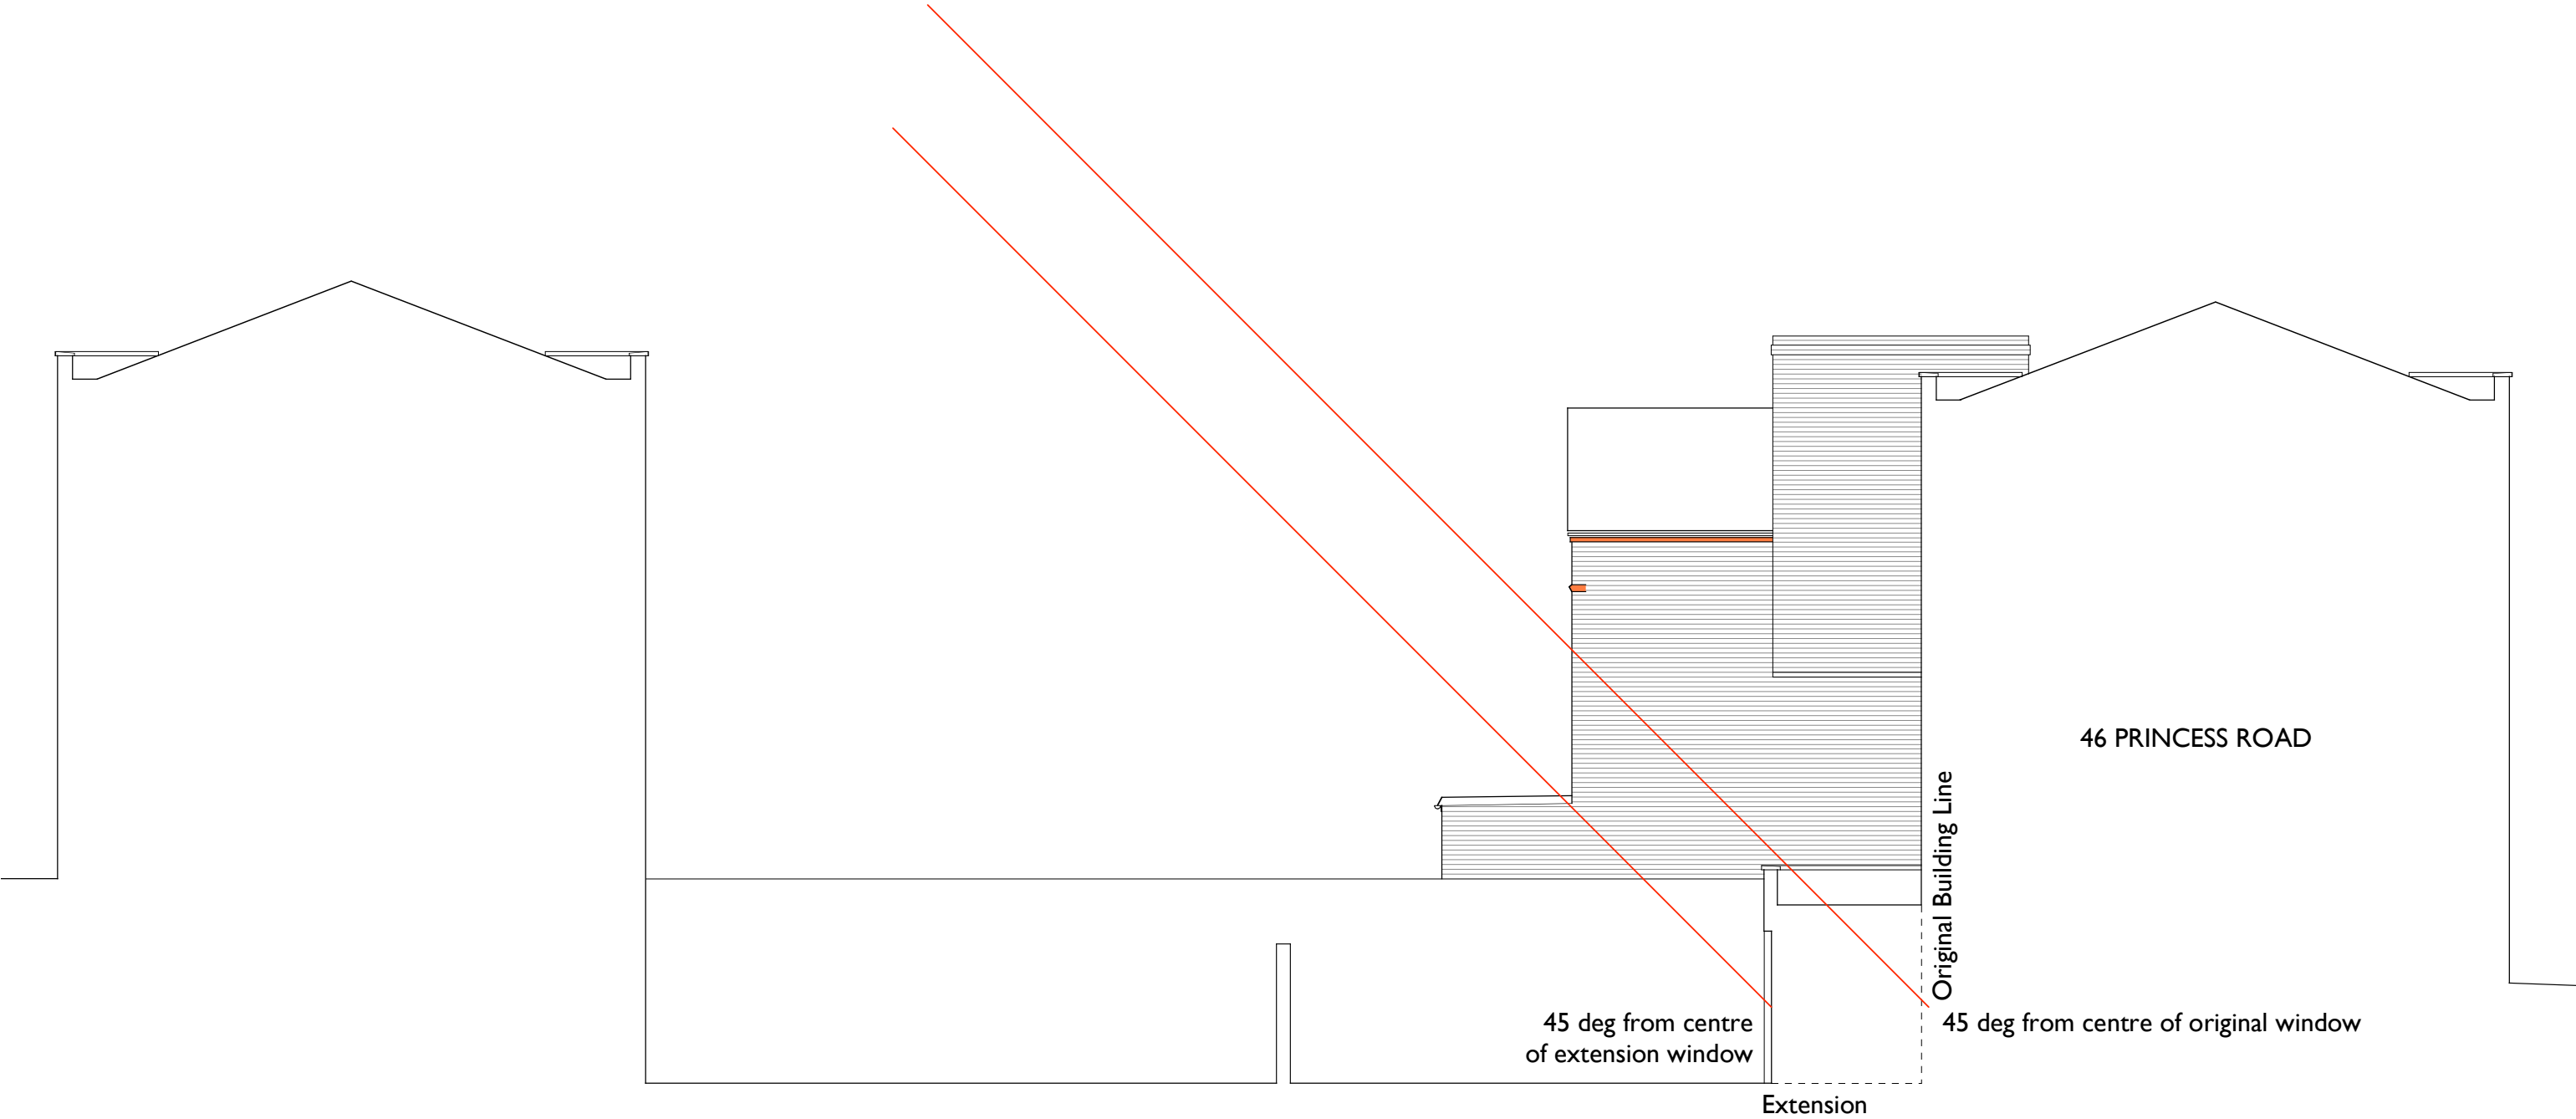 46 PRINCESS ROAD
Original Building Line
45 deg from centre
of extension window
45 deg from centre of original window
Extension